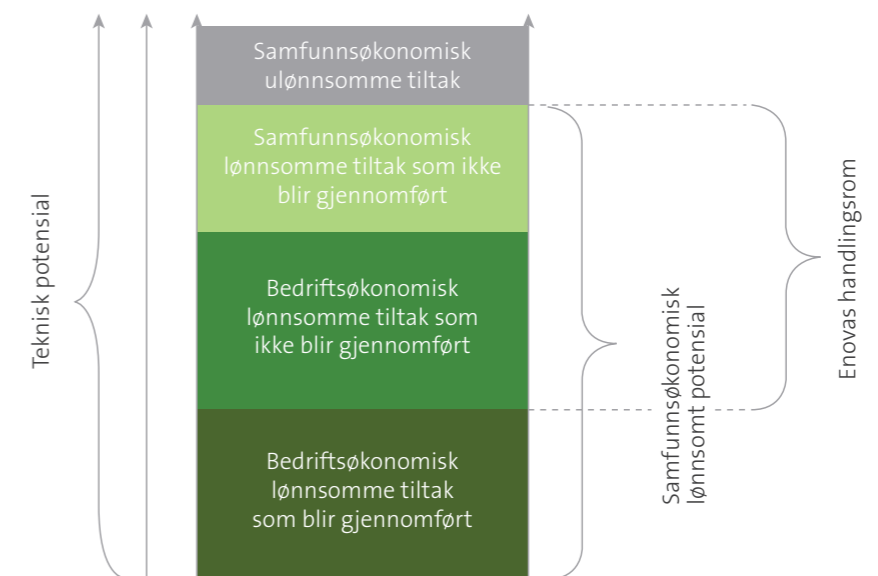 Samfunnsøkonomisk
ulønnsomme tiltak
Samfunnsøkonomisk
lønnsomme tiltak som ikke
blir gjennomført
Bedriftsøkonomisk
lønnsomme tiltak som
ikke blir gjennomført
Bedriftsøkonomisk
lønnsomme tiltak
som blir gjennomført
Teknisk potensial
Samfunnsøkonomisk
lønnsomt potensial
Enovas handlingsrom